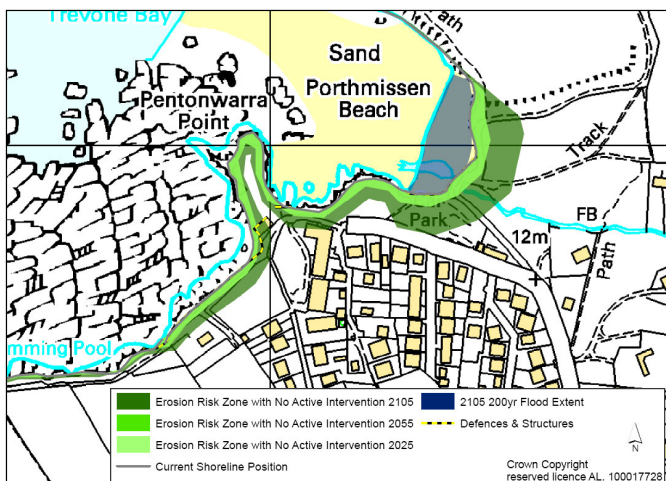 Trevone Bay
ath
Sand
Porthmissen
Beach
Pentonwarra
Point
Track
Park
FB
12m
Path
mming Pool
Erosion Risk Zone with No Active Intervention 2105
2105 200yr Flood Extent
Erosion Risk Zone with No Active Intervention 2055
Defences & Structures
Erosion Risk Zone with No Active Intervention 2025
Current Shoreline Position
N
Crown Copyright
reserved licence AL. 100017728